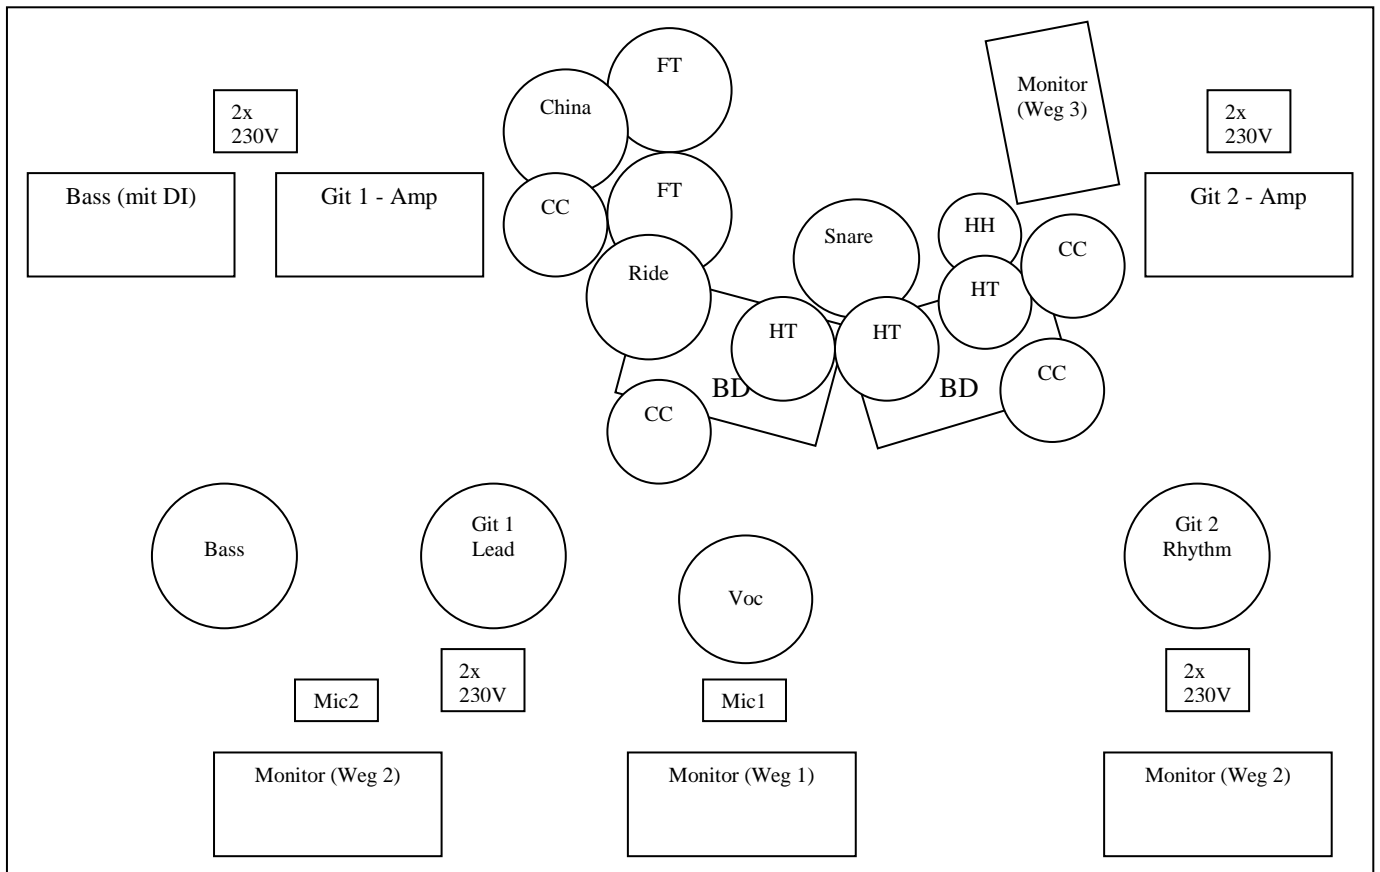 FT
China
Monitor
(Weg 3)
2x
230V
2x
230V
Bass (mit DI)
Git 1 - Amp
CC
FT
Snare
HH
CC
Git 2 - Amp
Ride
HT
HT
HT
BD
BD
CC
CC
Bass
Git 1
Lead
Voc
Git 2
Rhythm
2x
230V
2x
230V
Mic2
Mic1
Monitor (Weg 2)
Monitor (Weg 1)
Monitor (Weg 2)